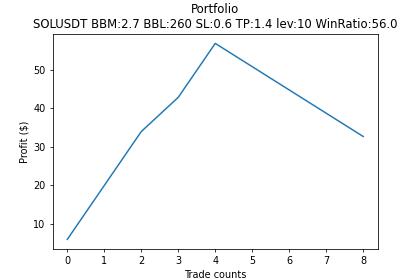 Portfolio
SOLUSDT BBM:2.7 BBL:260 SL:0.6 TP:1.4 lev:10 WinRatio:56.0
Profit ($)
50
40
30
20
10
0 1 2 3 4 5 6 7 8
Trade counts